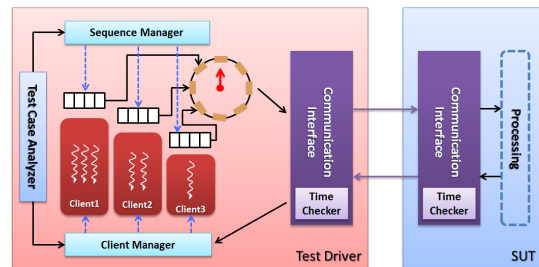 Sequence Manager
Test Case Analyzer
Client1
Client2
Client3
Client Manager
Communication
Interface
Time
Checker
Test Driver
Communication
Interface
Time
Checker
Processing
SUT